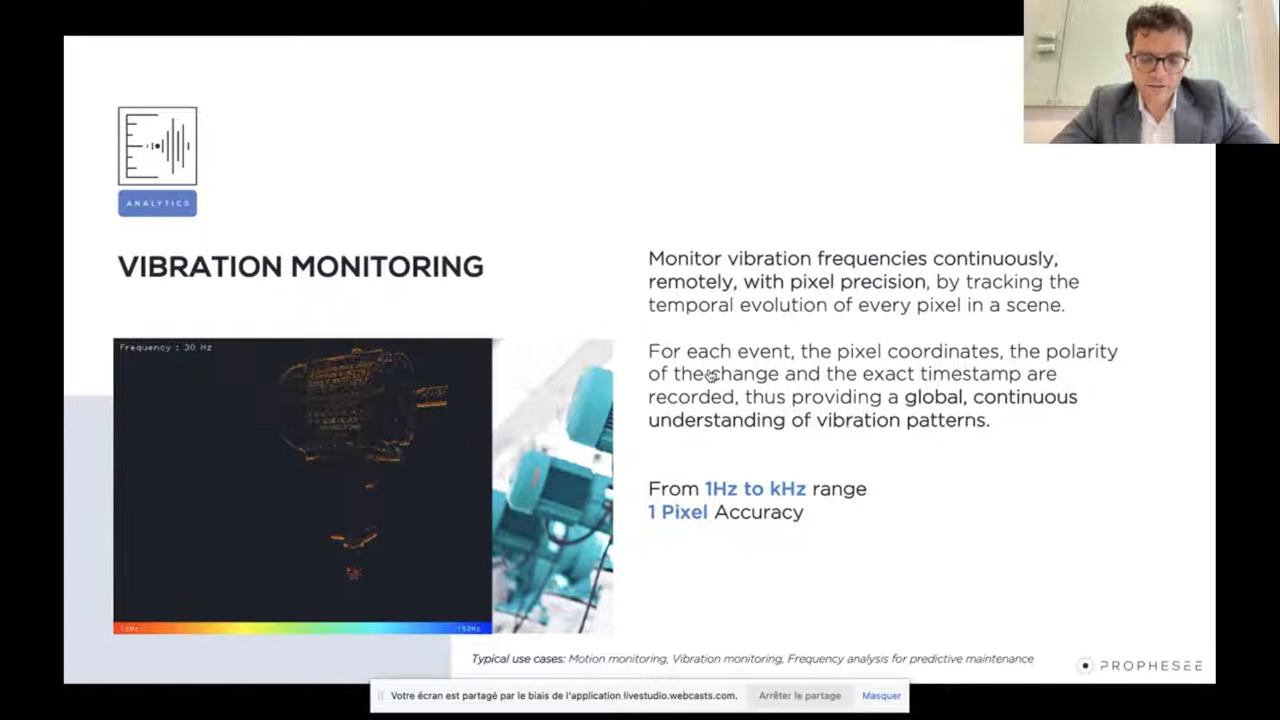 ANALYTICS
VIBRATION MONITORING
Frequency : 30 Hz
10Hz
150Hz
Monitor vibration frequencies continuously,
remotely, with pixel precision, by tracking the
temporal evolution of every pixel in a scene.
For each event, the pixel coordinates, the polarity
of the change and the exact timestamp are
recorded, thus providing a global, continuous
understanding of vibration patterns.
From 1Hz to kHz range
1 Pixel Accuracy
Typical use cases: Motion monitoring, Vibration monitoring, Frequency analysis for predictive maintenance
PROPHESEE
Votre écran est partagé par le biais de l'application livestudio.webcasts.com.
Arrêter le partage
Masquer